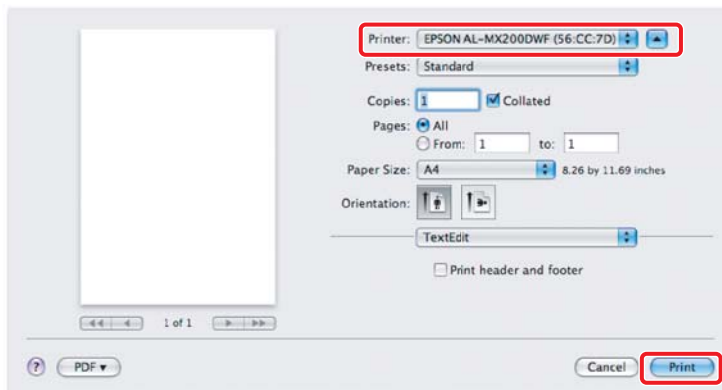 Printer: EPSON AL-MX200DWF (56:CC:7D)
Presets: Standard
Copies: 1 Collated
Pages: All
From: 1 to: 1
Paper Size: A4 8.26 by 11.69 inches
Orientation:
TextEdit
Print header and footer
1 of 1
? PDF Cancel Print